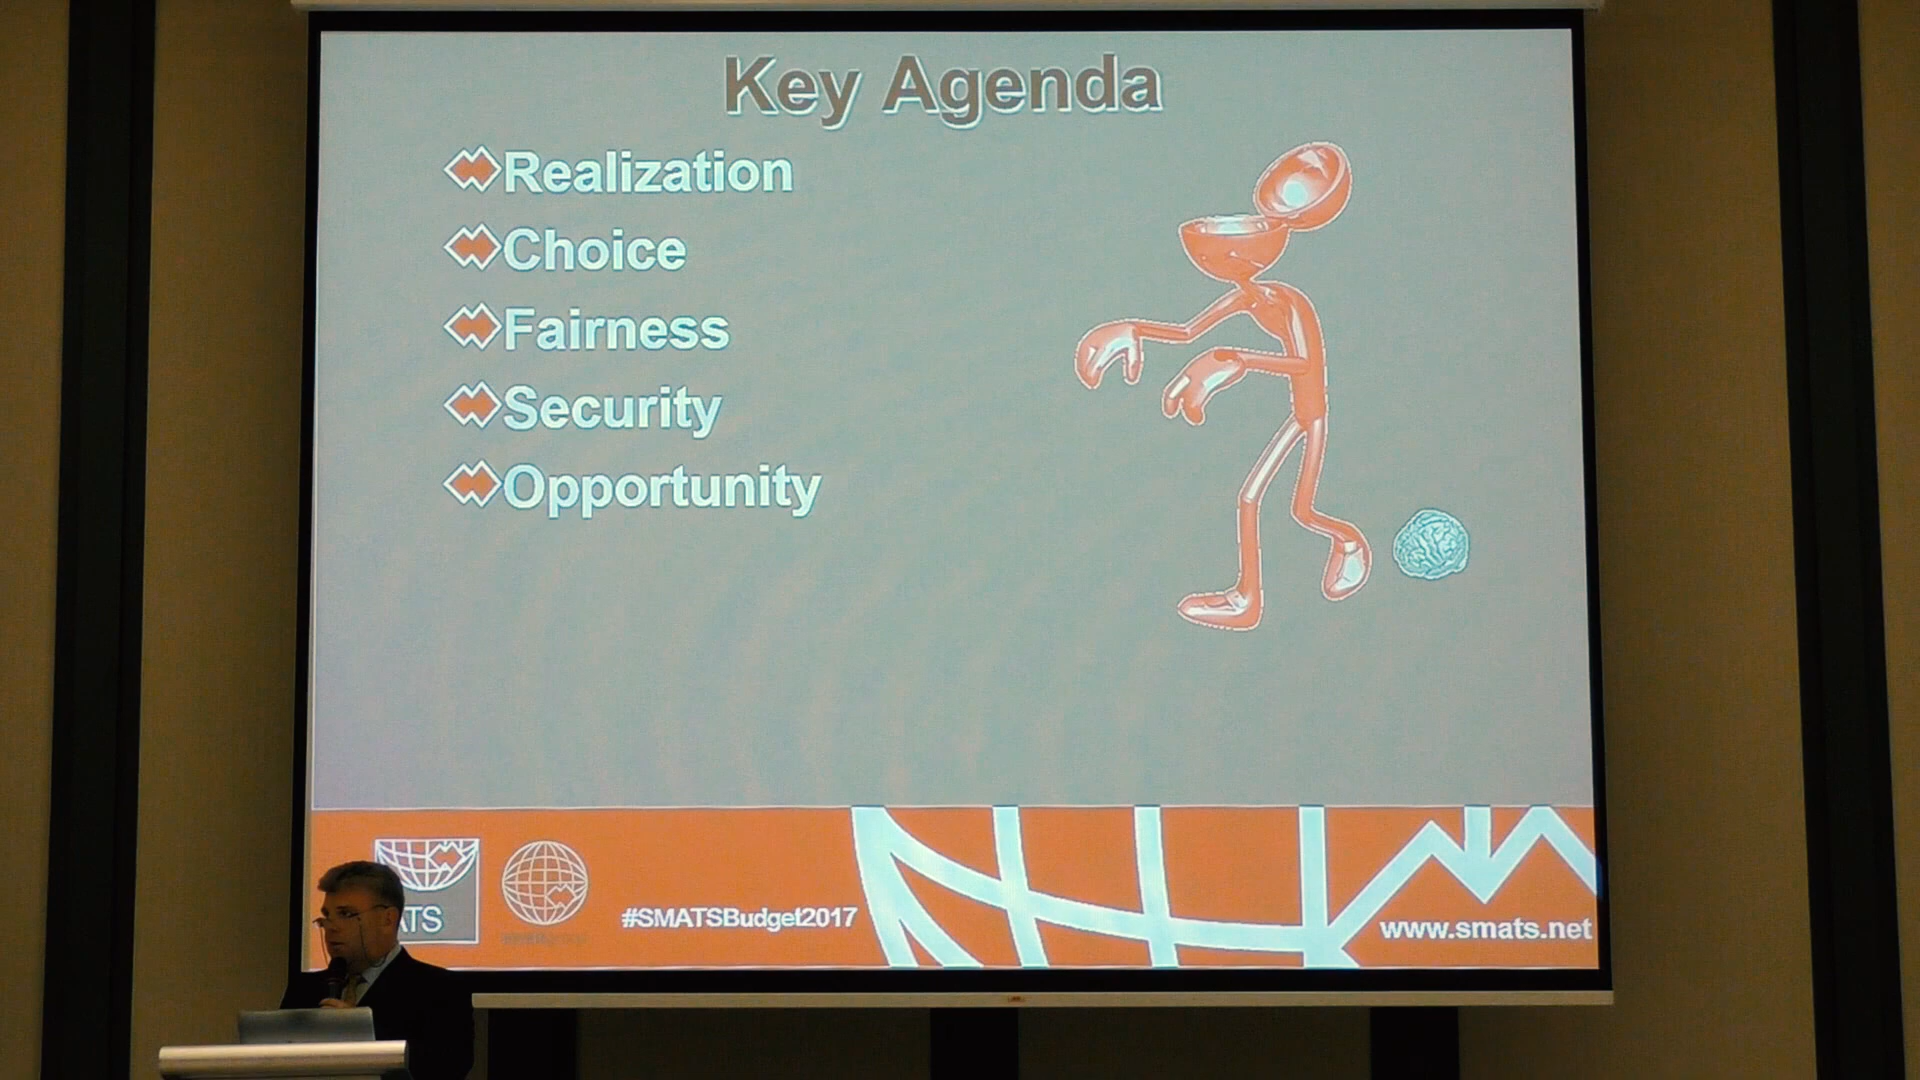 Key Agenda
Realization
Choice
Fairness
Security
Opportunity
ATS
#SMATSBudget2017
www.smats.net